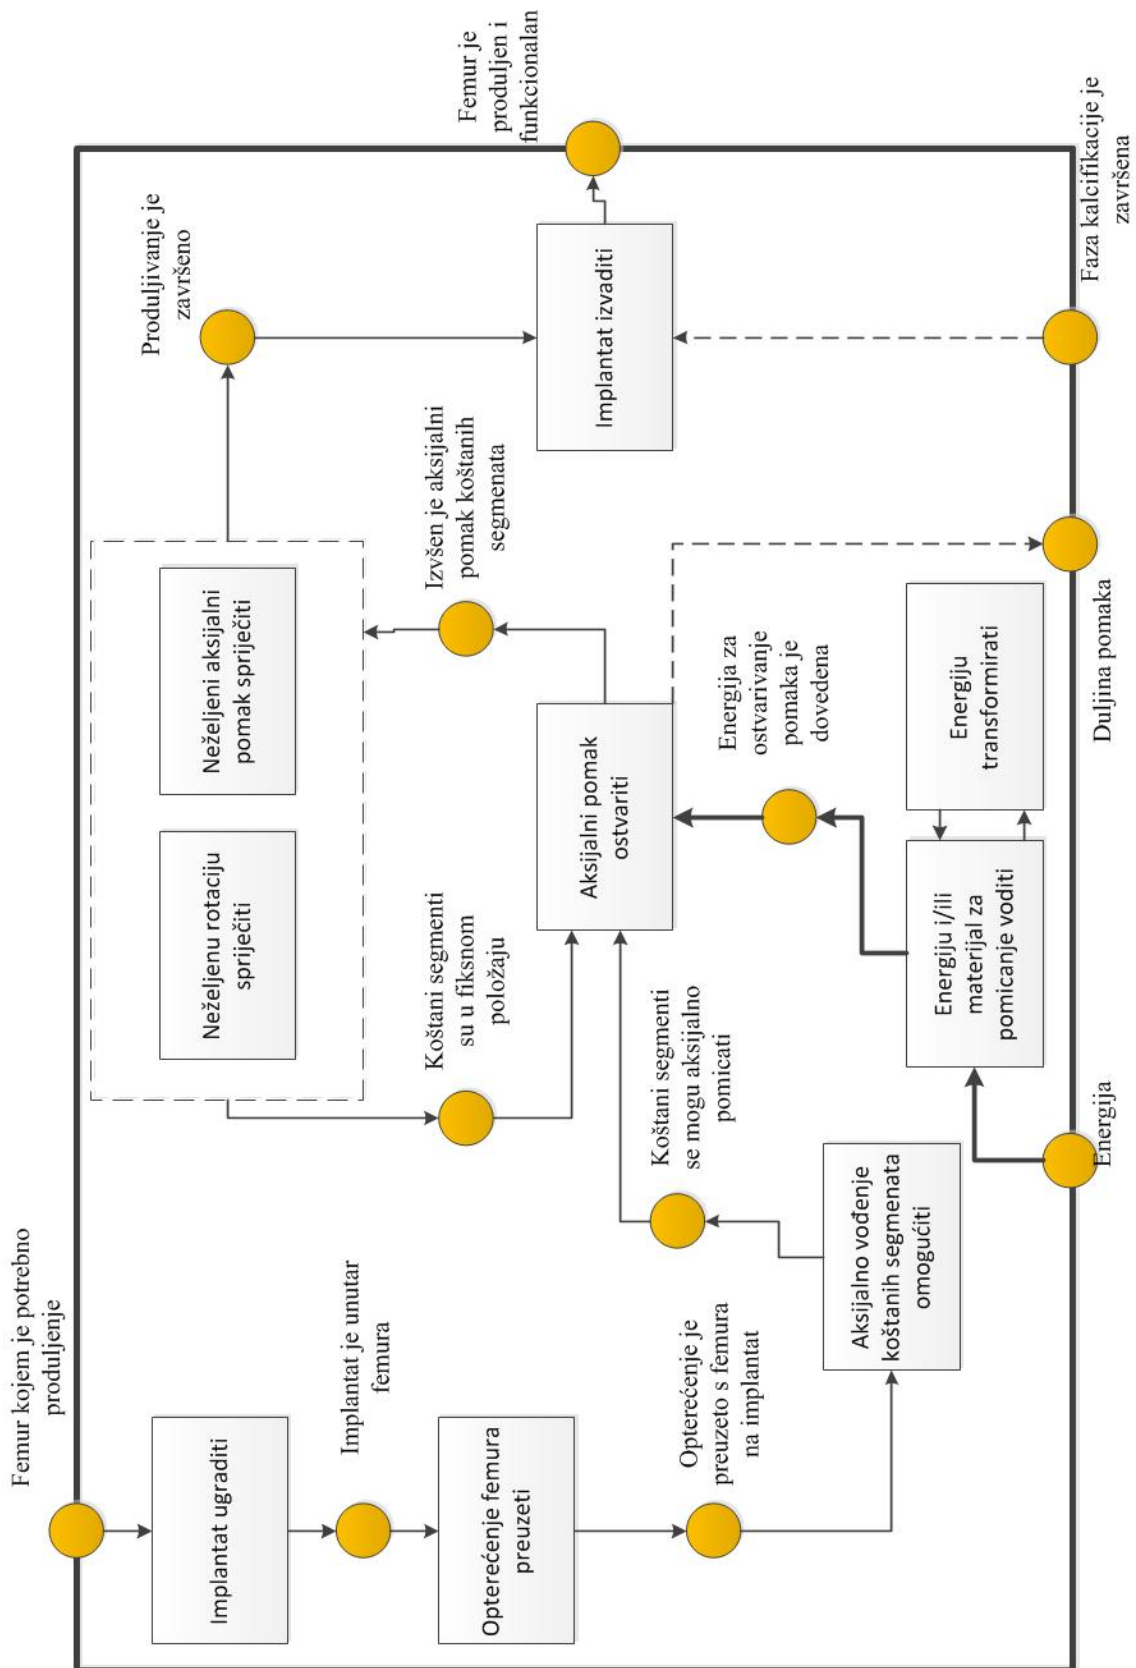 Femur kojem je potrebno
produljenje
Implantat ugraditi
Implantat je unutar
femura
Opterećenje femura
preuzeti
Opterećenje je
preuzeto s femura
na implantat
Aksijalno vođenje
koštanih segmenata
omogućiti
Koštani segmenti
se mogu aksijalno
pomicati
Energija
Energiju i/ili
materijal za
pomicanje voditi
Energiju
transformirati
Energija za
ostvarivanje
pomaka je
dovedena
Aksijalni pomak
ostvariti
Koštani segmenti
su u fiksnom
položaju
Neželjenu rotaciju
spriječiti
Neželjeni aksijalni
pomak spriječiti
Izvšen je aksijalni
pomak koštanih
segmenata
Duljina pomaka
Produljivanje je
završeno
Implantat izvaditi
Faza kalcifikacije je
završena
Femur je
produljen i
funkcionalan